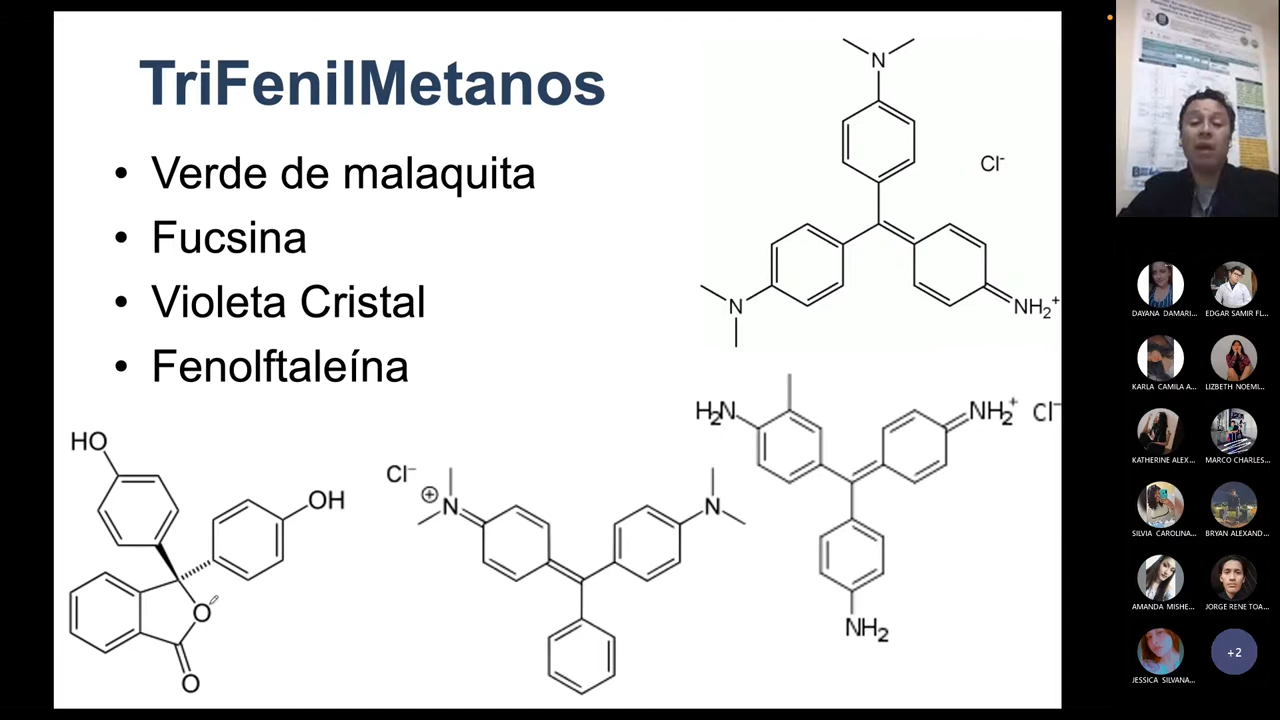 TriFenilMetanos
• Verde de malaquita
• Fucsina
• Violeta Cristal
• Fenolftaleína
N
Cl⁻
N
NH₂⁺
H₂N
NH₂⁺ Cl⁻
NH₂
HO
OH
O
O
Cl⁻
⊕
N
N
DAYANA DAMARI...
EDGAR SAMIR FL...
KARLA CAMILA A...
LIZBETH NOEMI...
KATHERINE ALEX...
MARCO CHARLES...
SILVIA CAROLINA...
BRYAN ALEXAND...
AMANDA MISHE...
JORGE RENE TOA...
JESSICA SILVANA...
+2